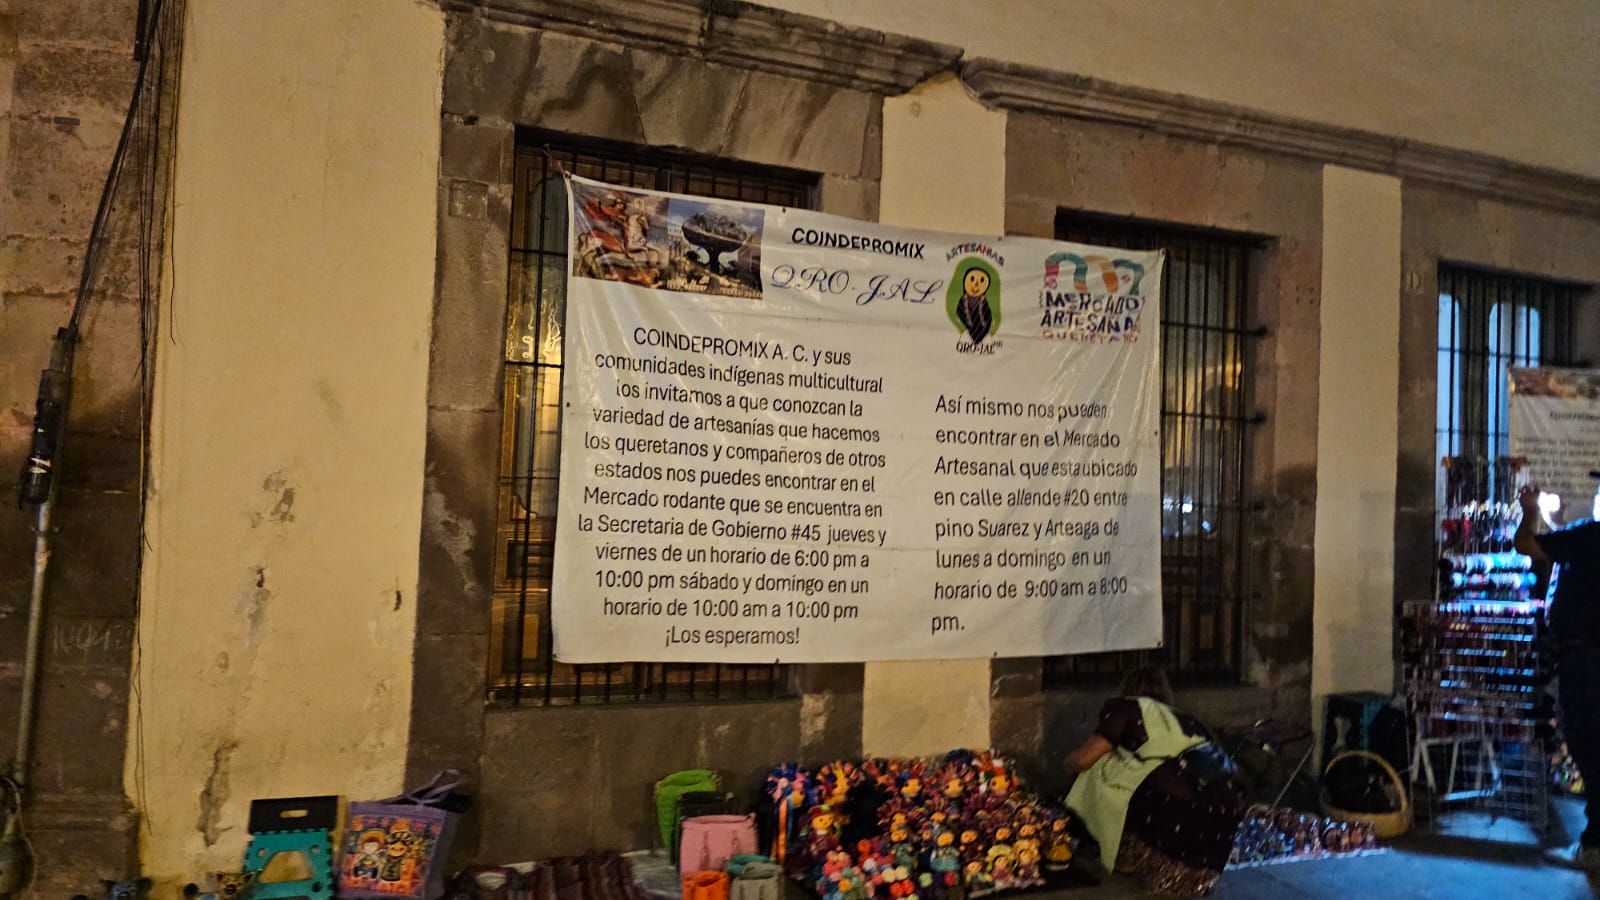 COINDEPROMIX
QRO-JAL
ARTESANIAS
QRO-JAL
MERCADO
ARTESANAL
QUERÉTARO
COINDEPROMIX A. C. y sus
comunidades indígenas multicultural
los invitamos a que conozcan la
variedad de artesanías que hacemos
los queretanos y compañeros de otros
estados nos puedes encontrar en el
Mercado rodante que se encuentra en
la Secretaria de Gobierno #45 jueves y
viernes de un horario de 6:00 pm a
10:00 pm sábado y domingo en un
horario de 10:00 am a 10:00 pm
¡Los esperamos!
Así mismo nos pueden
encontrar en el Mercado
Artesanal que esta ubicado
en calle allende #20 entre
pino Suarez y Arteaga de
lunes a domingo en un
horario de 9:00 am a 8:00
pm.